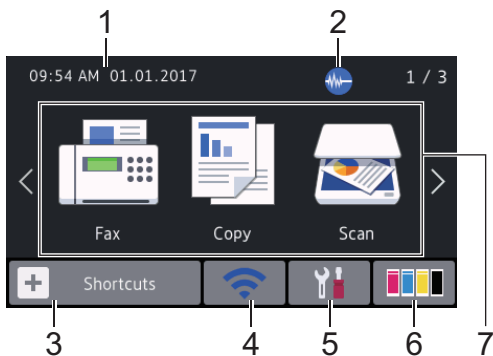 1 2
09:54 AM 01.01.2017 1 / 3
Fax Copy Scan
+ Shortcuts
3 4 5 6 7